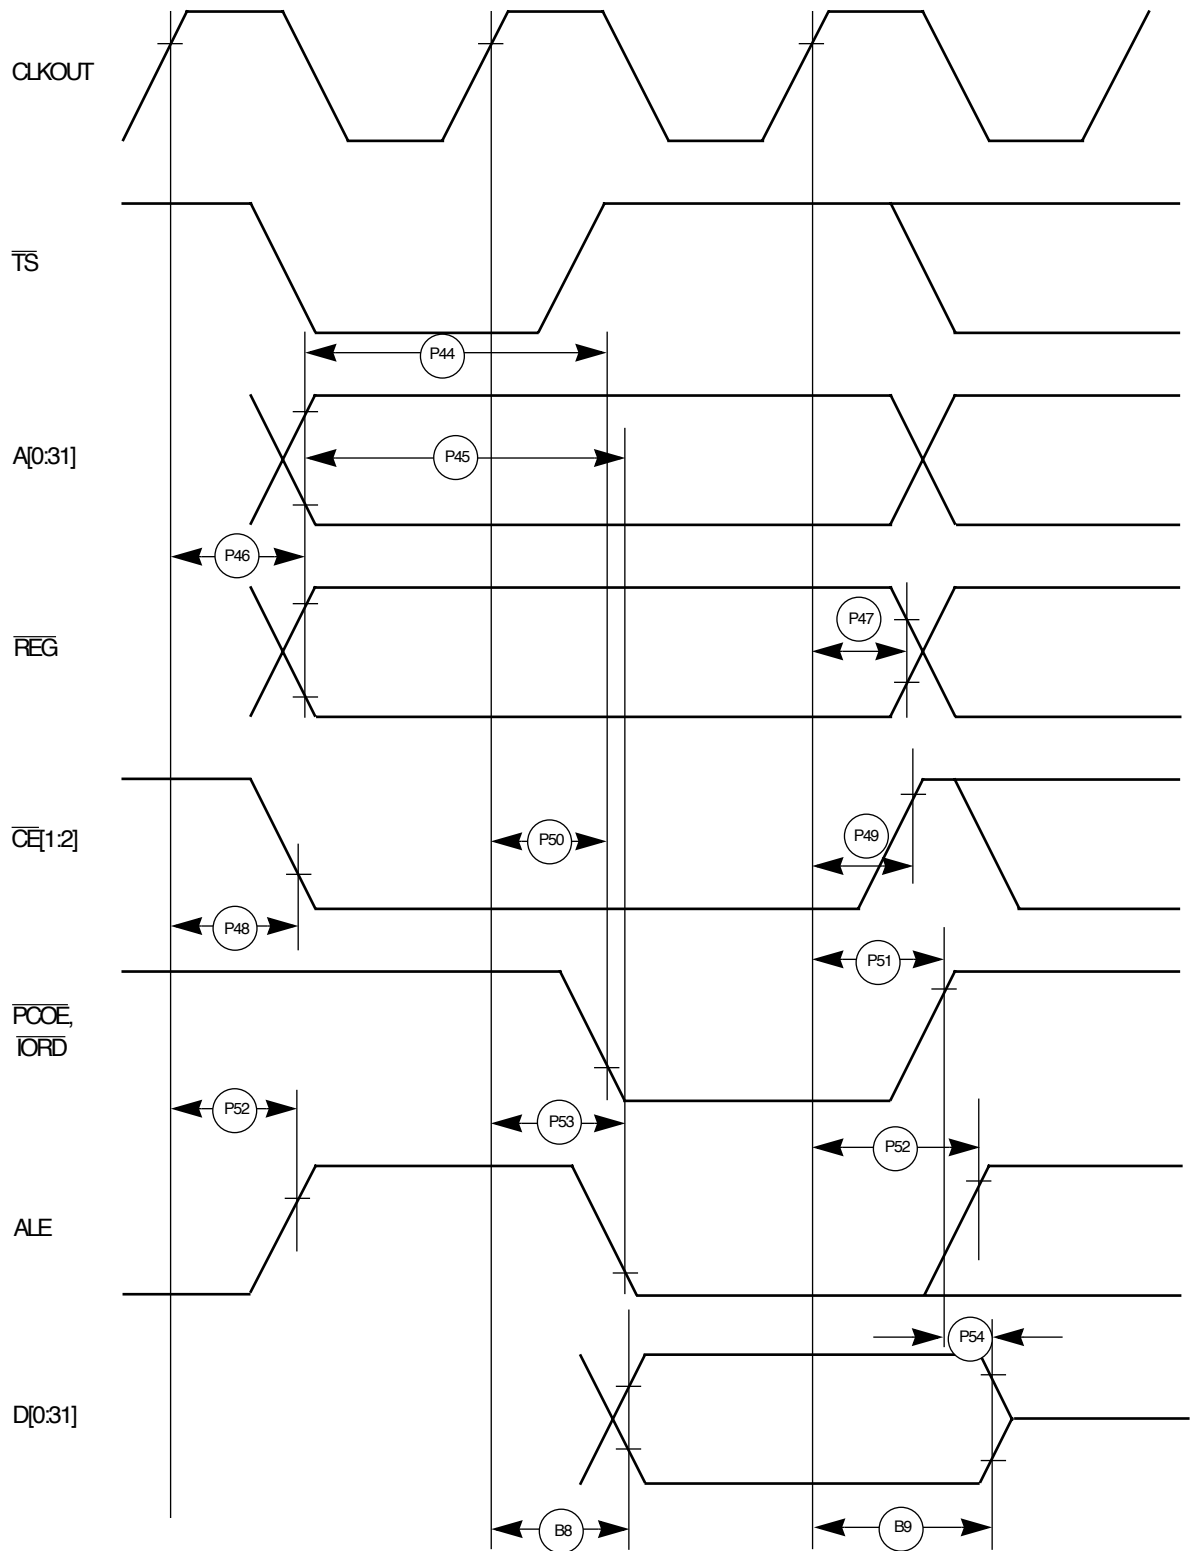 CLKOUT
TS
P44
A[0:31]
P45
P46
REG
P47
CE[1:2]
P50
P49
P48
P51
PCOE,
IORD
P52
P53
P52
ALE
P54
D[0:31]
B8
B9